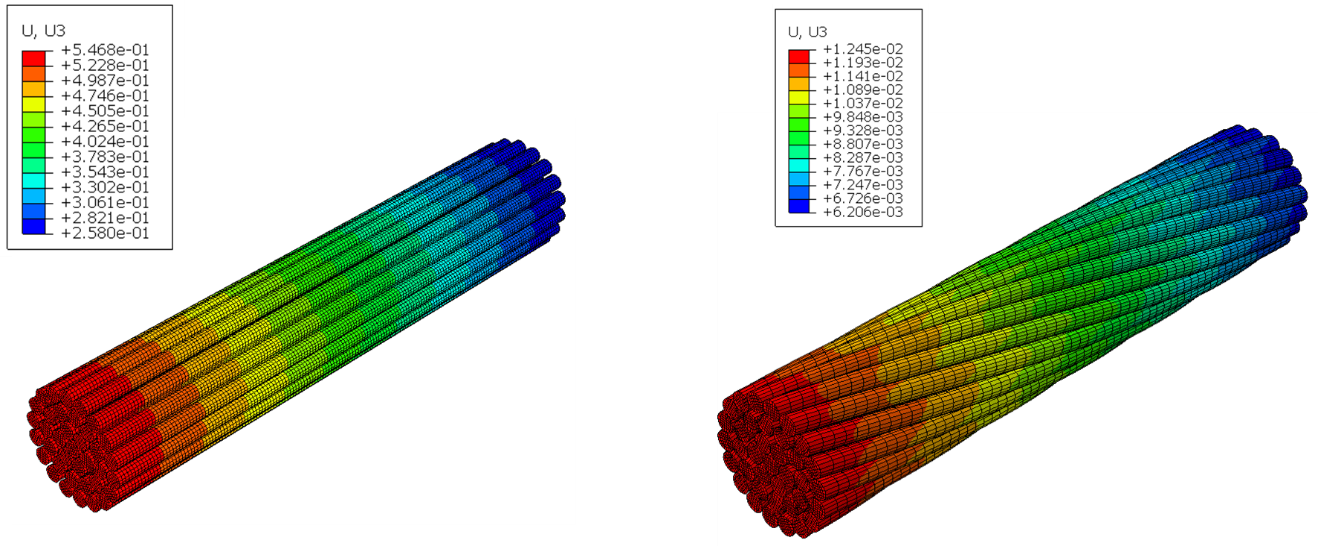 U, U3
+5.468e-01
+5.228e-01
+4.987e-01
+4.746e-01
+4.505e-01
+4.265e-01
+4.024e-01
+3.783e-01
+3.543e-01
+3.302e-01
+3.061e-01
+2.821e-01
+2.580e-01
U, U3
+1.245e-02
+1.193e-02
+1.141e-02
+1.089e-02
+1.037e-02
+9.848e-03
+9.328e-03
+8.807e-03
+8.287e-03
+7.767e-03
+7.247e-03
+6.726e-03
+6.206e-03